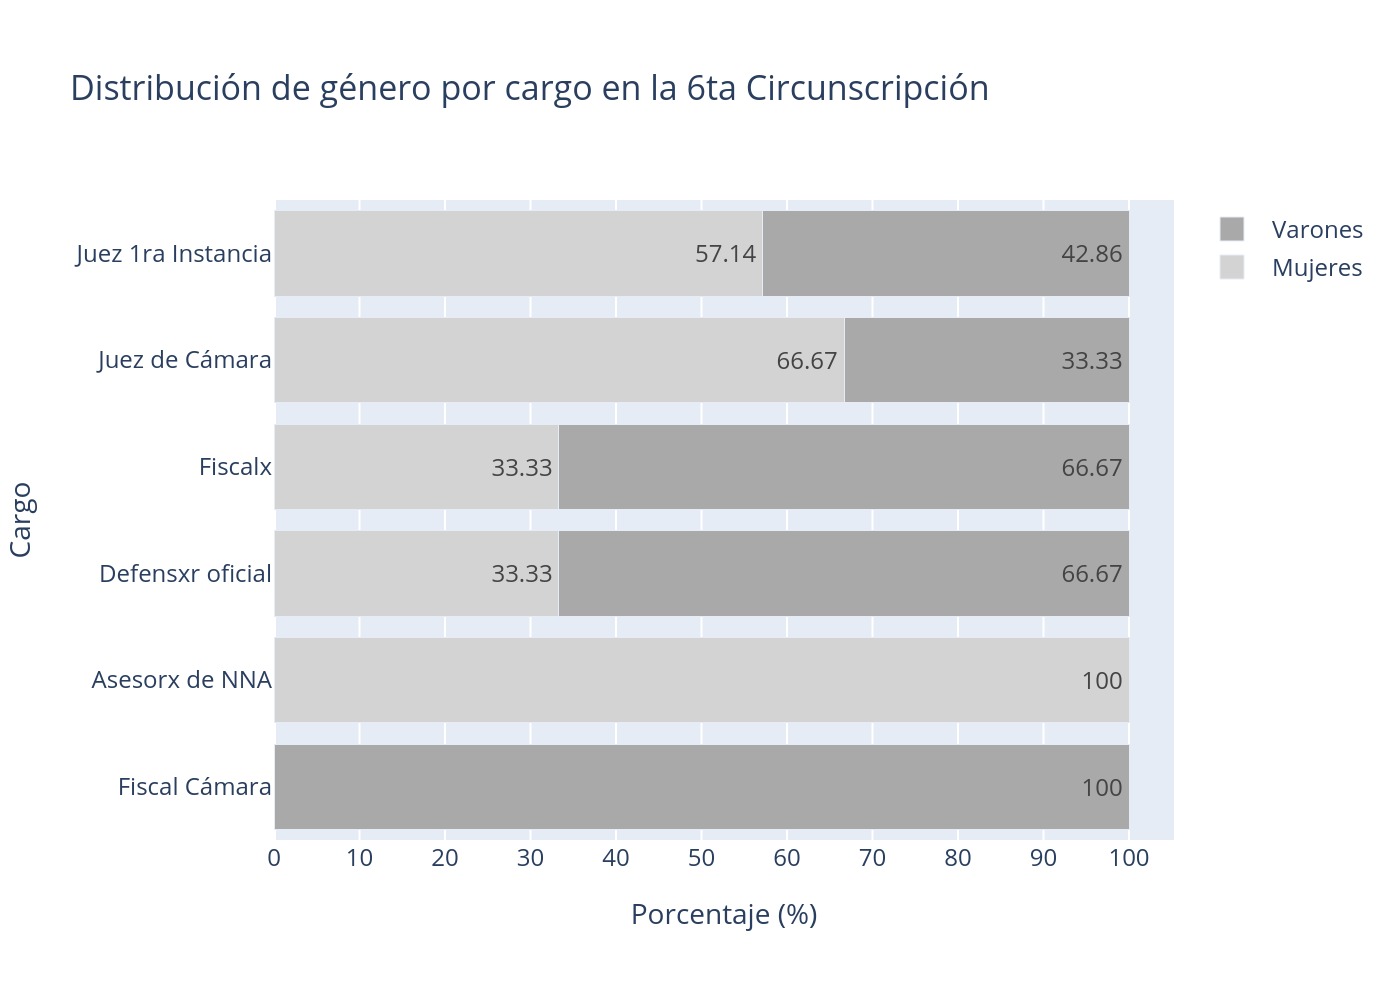 Distribución de género por cargo en la 6ta Circunscripción
Varones
Mujeres
Juez 1ra Instancia
57.14
42.86
Juez de Cámara
66.67
33.33
Fiscalx
33.33
66.67
Defensxr oficial
33.33
66.67
Asesorx de NNA
100
Fiscal Cámara
100
Cargo
0 10 20 30 40 50 60 70 80 90 100
Porcentaje (%)